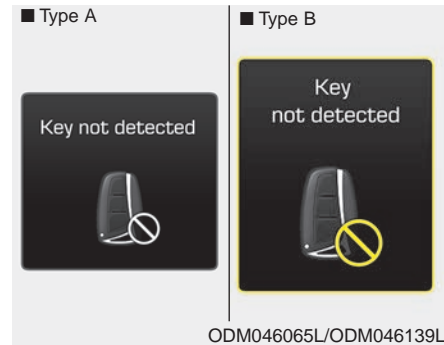 ■ Type A
Key not detected
■ Type B
Key
not detected
ODM046065L/ODM046139L